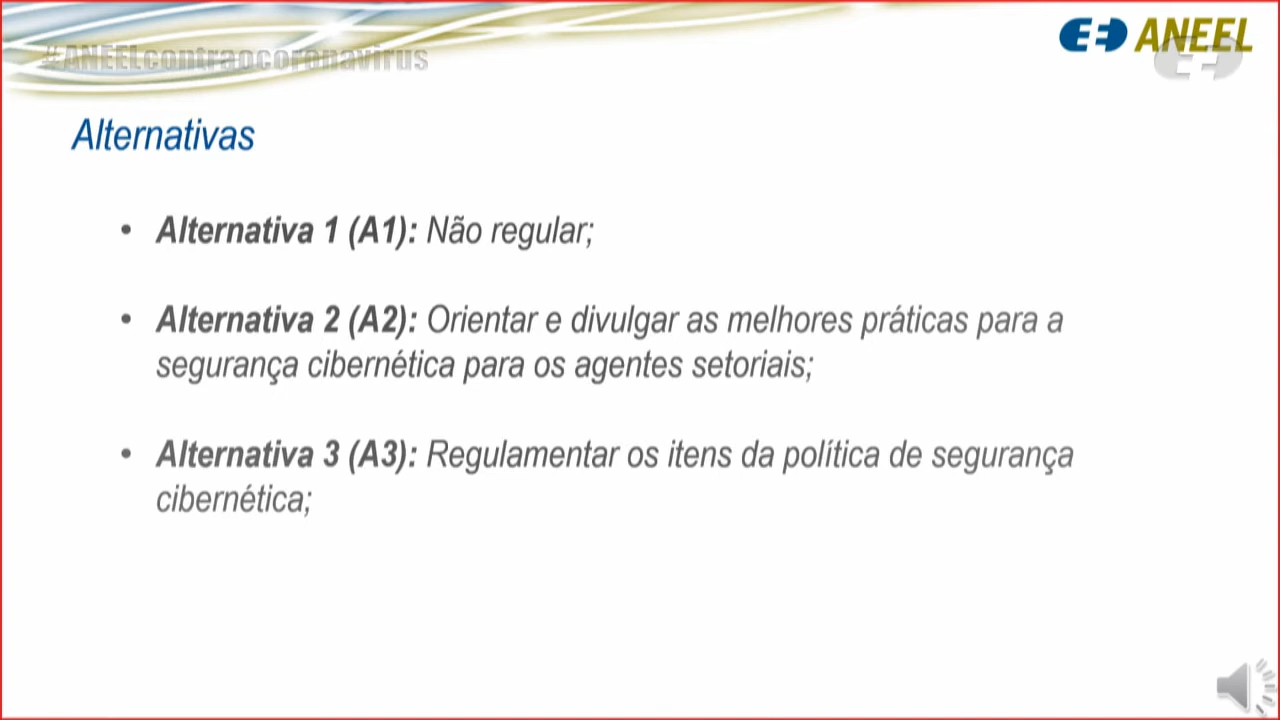 #ANEELcontraocoronavirus
ANEEL
Alternativas
• Alternativa 1 (A1): Não regular;
• Alternativa 2 (A2): Orientar e divulgar as melhores práticas para a
segurança cibernética para os agentes setoriais;
• Alternativa 3 (A3): Regulamentar os itens da política de segurança
cibernética;